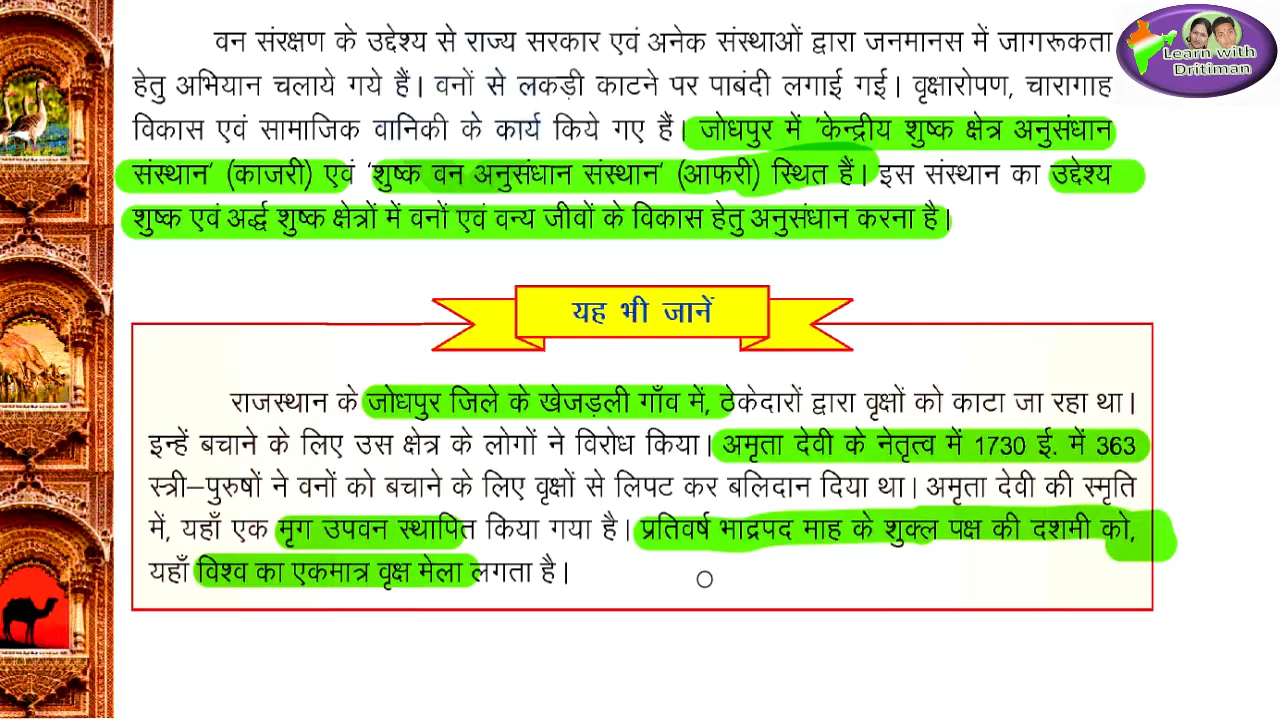 Learn with
Dritiman
वन संरक्षण के उद्देश्य से राज्य सरकार एवं अनेक संस्थाओं द्वारा जनमानस में जागरूकता
हेतु अभियान चलाये गये हैं। वनों से लकड़ी काटने पर पाबंदी लगाई गई। वृक्षारोपण, चारागाह
विकास एवं सामाजिक वानिकी के कार्य किये गए हैं। जोधपुर में 'केन्द्रीय शुष्क क्षेत्र अनुसंधान
संस्थान' (काजरी) एवं 'शुष्क वन अनुसंधान संस्थान' (आफरी) स्थित हैं। इस संस्थान का उद्देश्य
शुष्क एवं अर्द्ध शुष्क क्षेत्रों में वनों एवं वन्य जीवों के विकास हेतु अनुसंधान करना है।
यह भी जानें
राजस्थान के जोधपुर जिले के खेजड़ली गाँव में, ठेकेदारों द्वारा वृक्षों को काटा जा रहा था।
इन्हें बचाने के लिए उस क्षेत्र के लोगों ने विरोध किया। अमृता देवी के नेतृत्व में 1730 ई. में 363
स्त्री–पुरुषों ने वनों को बचाने के लिए वृक्षों से लिपट कर बलिदान दिया था। अमृता देवी की स्मृति
में, यहाँ एक मृग उपवन स्थापित किया गया है। प्रतिवर्ष भाद्रपद माह के शुक्ल पक्ष की दशमी को,
यहाँ विश्व का एकमात्र वृक्ष मेला लगता है।